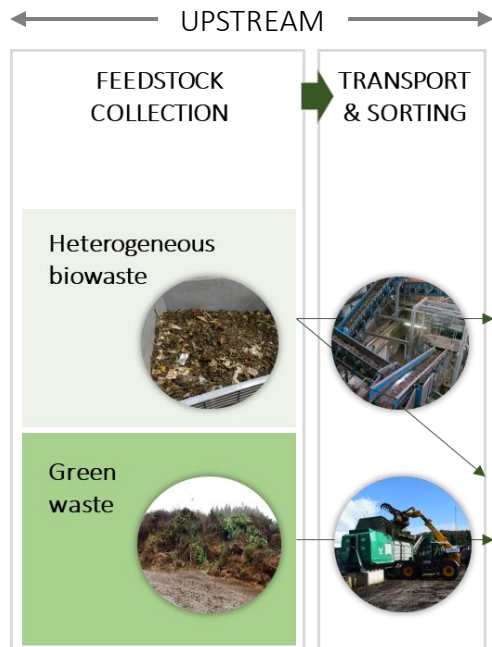 UPSTREAM
FEEDSTOCK
COLLECTION
TRANSPORT
& SORTING
Heterogeneous
biowaste
Green
waste